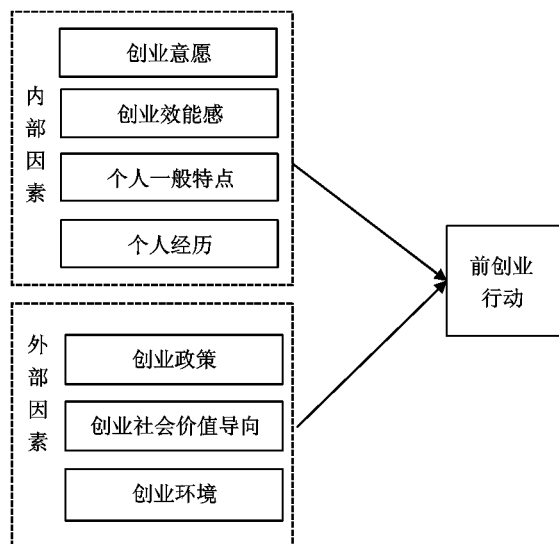 内部因素
创业意愿
创业效能感
个人一般特点
个人经历
外部因素
创业政策
创业社会价值导向
创业环境
前创业
行动